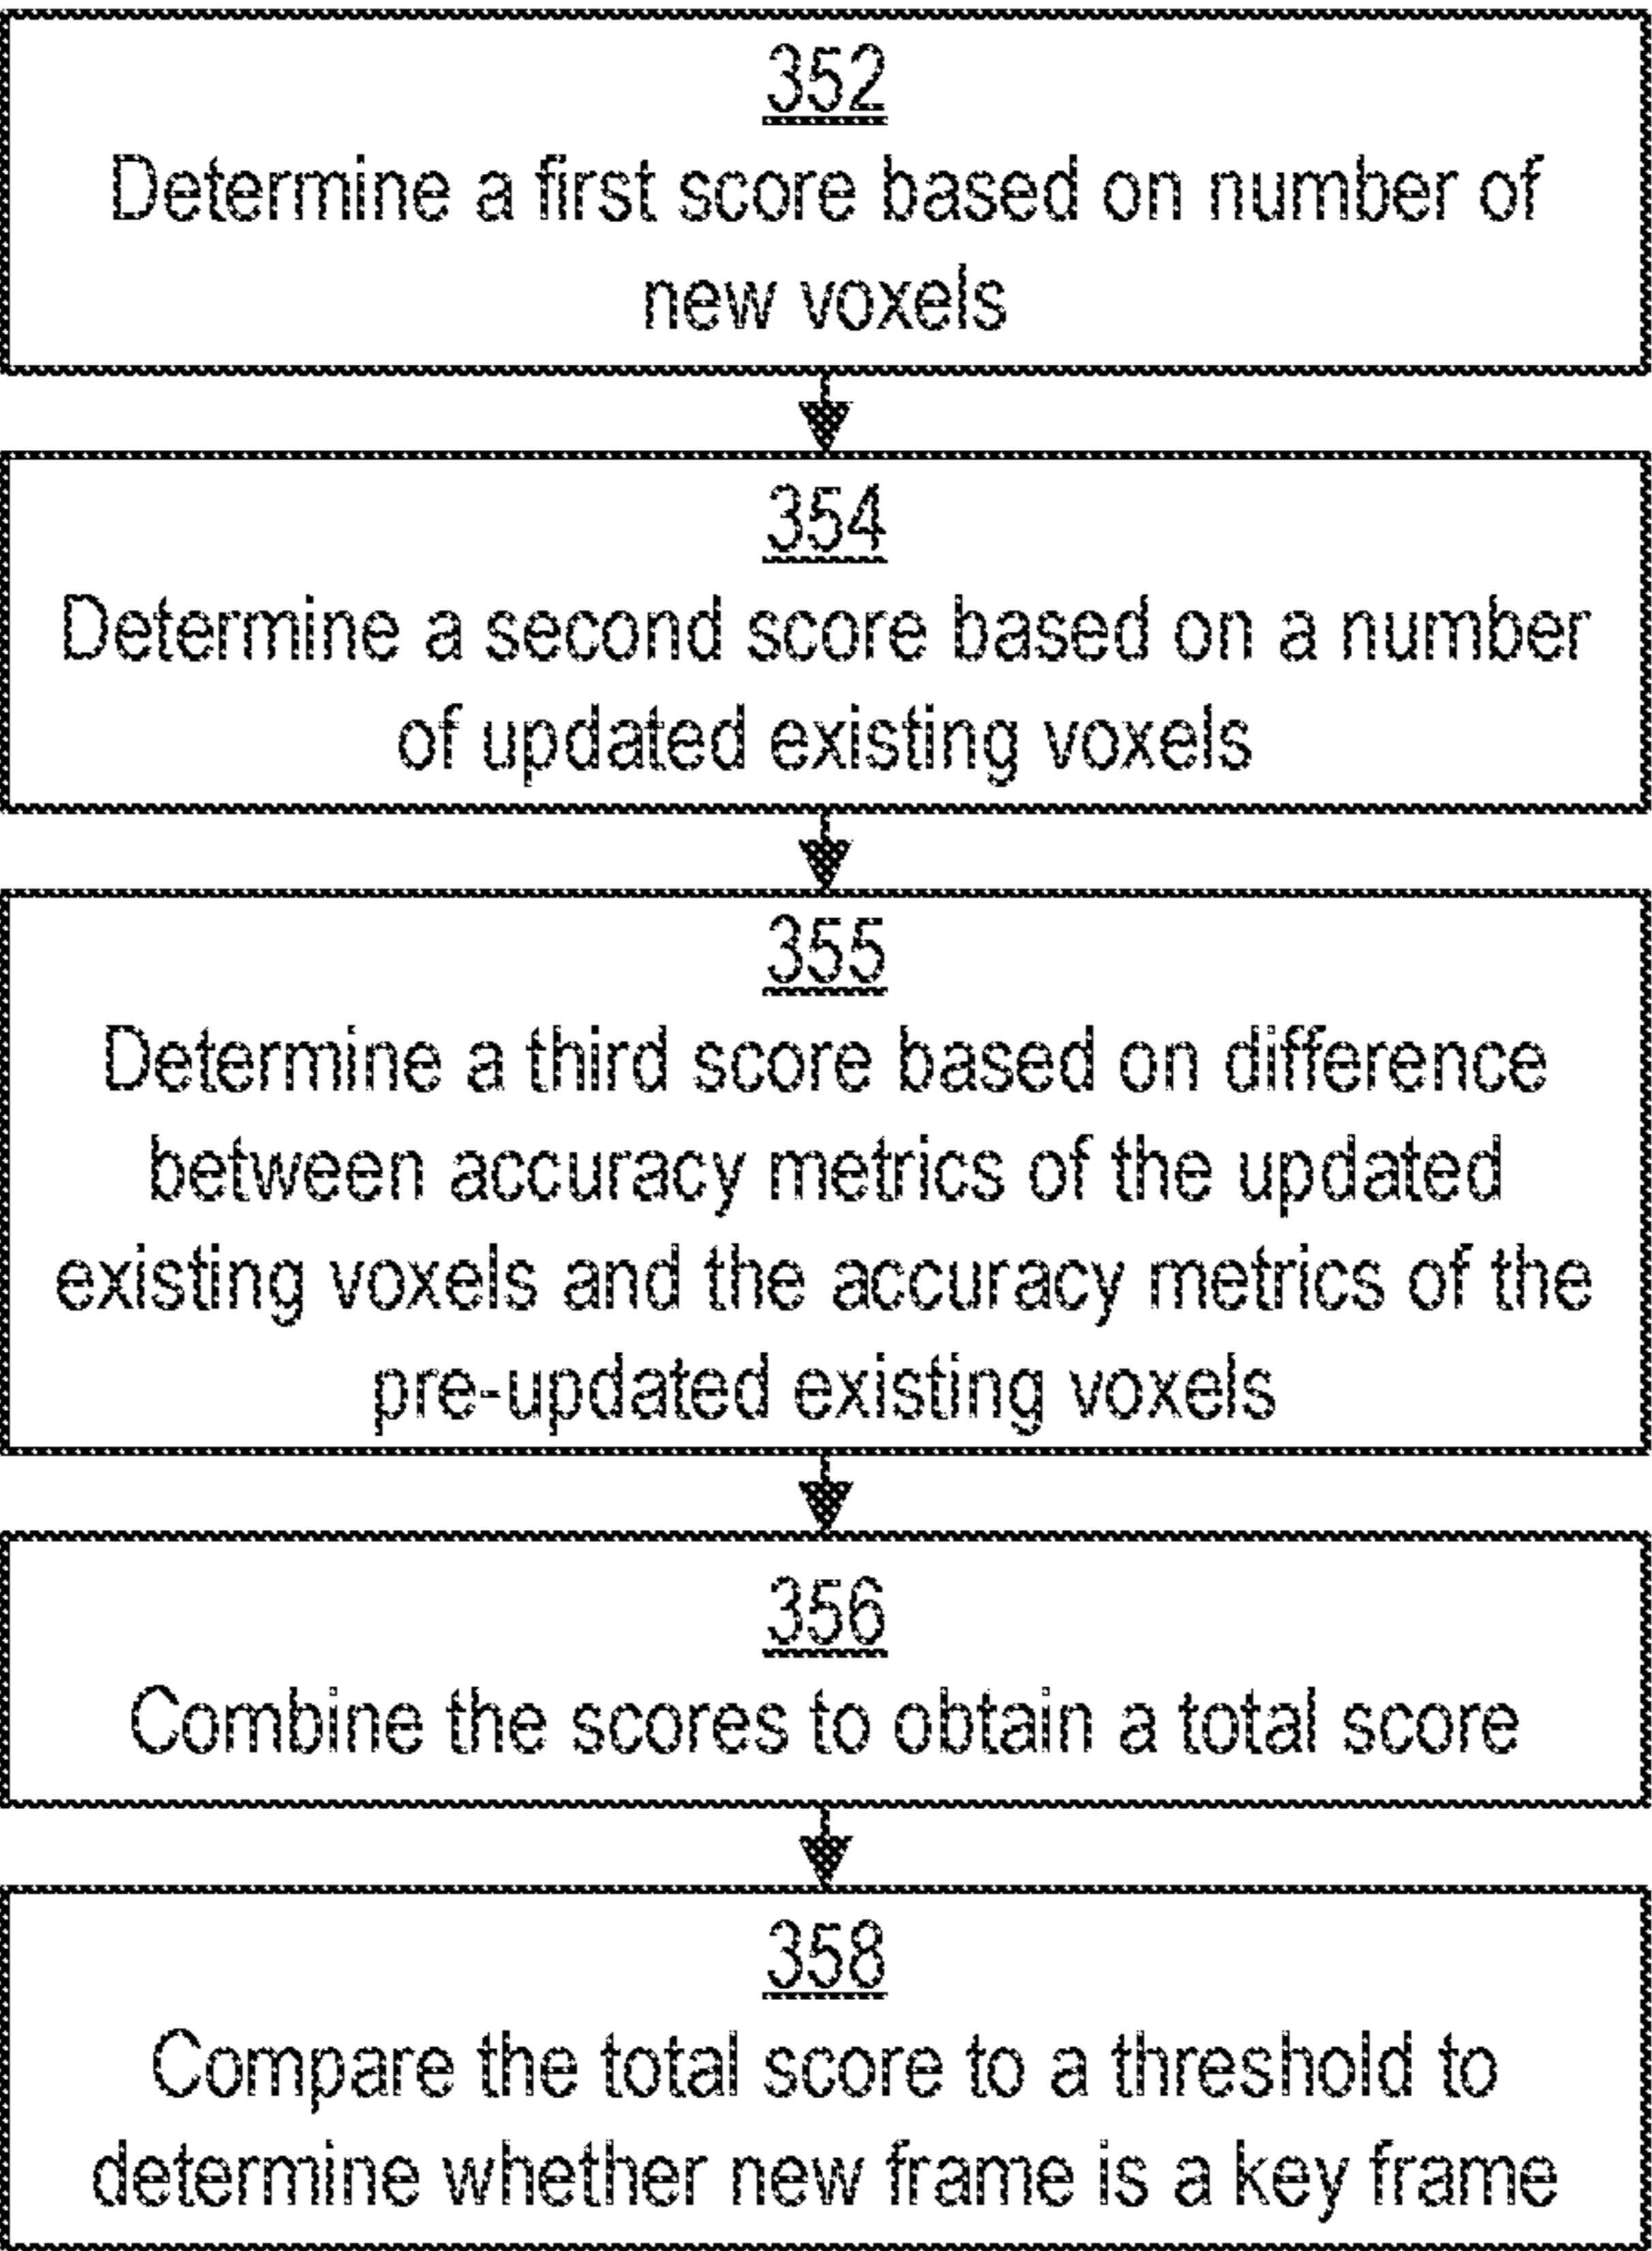 352
Determine a first score based on number of
new voxels
354
Determine a second score based on a number
of updated existing voxels
355
Determine a third score based on difference
between accuracy metrics of the updated
existing voxels and the accuracy metrics of the
pre-updated existing voxels
356
Combine the scores to obtain a total score
358
Compare the total score to a threshold to
determine whether new frame is a key frame